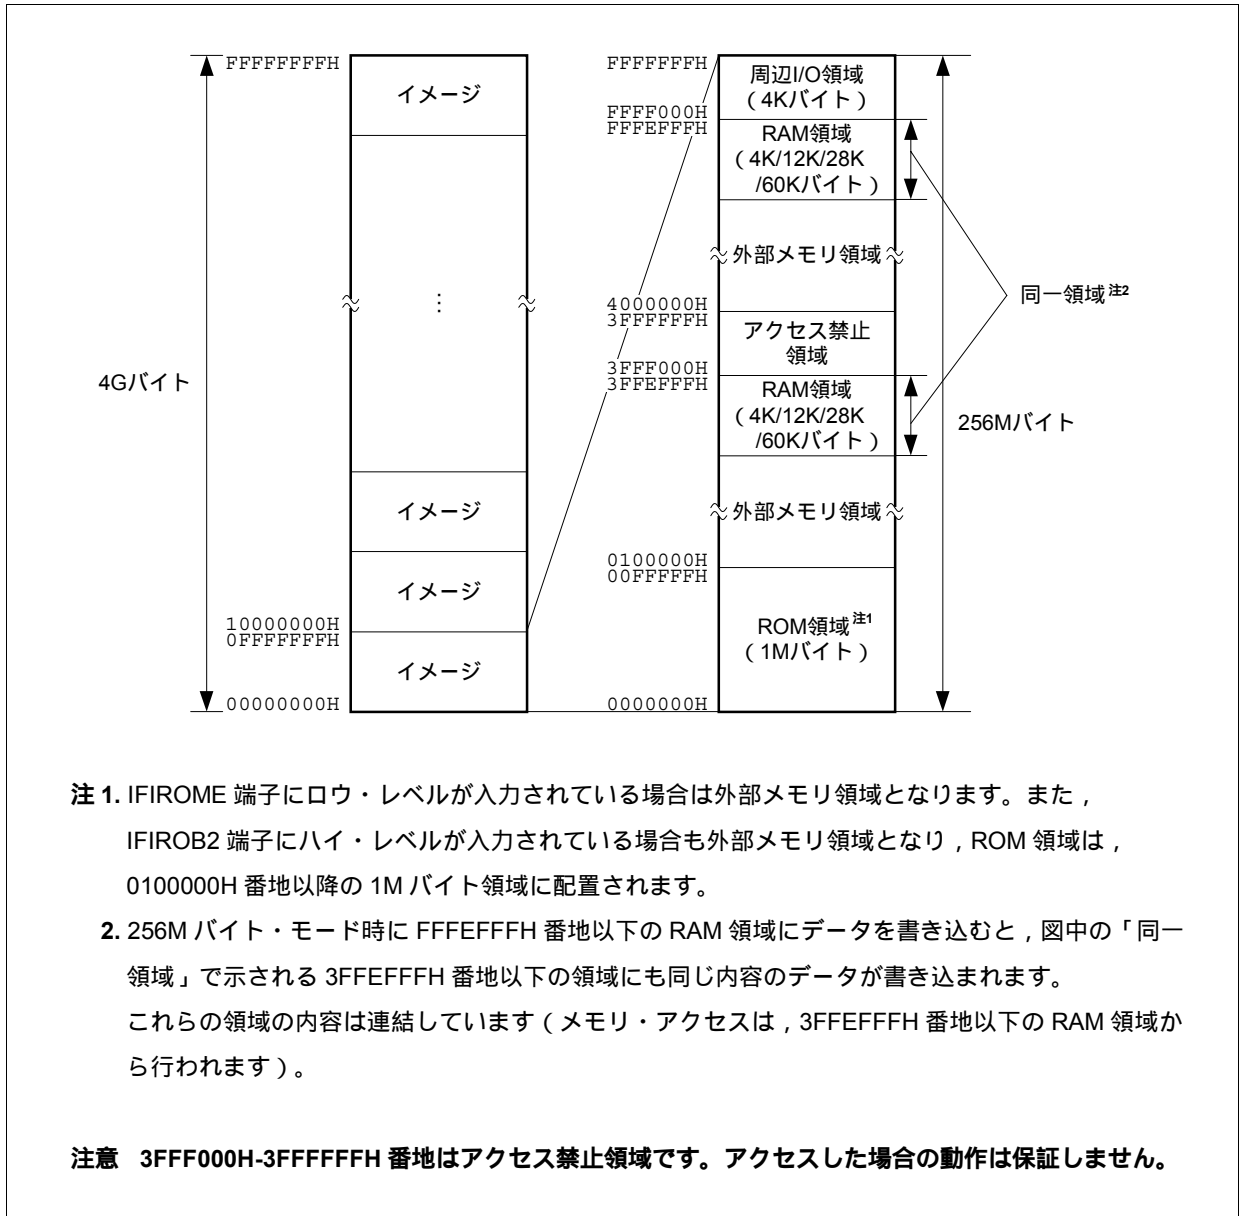 FFFFFFFFH
イメージ
⋮
4Gバイト
イメージ
イメージ
10000000H
0FFFFFFFH
イメージ
00000000H
FFFFFFFH
周辺I/O領域
(4Kバイト)
FFFF000H
FFFEFFFH
RAM領域
(4K/12K/28K
/60Kバイト)
外部メモリ領域
同一領域注2
4000000H
3FFFFFFH
アクセス禁止
領域
3FFF000H
3FFEFFFH
RAM領域
(4K/12K/28K
/60Kバイト)
256Mバイト
外部メモリ領域
0100000H
00FFFFFH
ROM領域注1
(1Mバイト)
0000000H
注 1. IFIROME 端子にロウ・レベルが入力されている場合は外部メモリ領域となります。また,
IFIROB2 端子にハイ・レベルが入力されている場合も外部メモリ領域となり,ROM 領域は,
0100000H 番地以降の 1M バイト領域に配置されます。
2. 256M バイト・モード時に FFFEFFFH 番地以下の RAM 領域にデータを書き込むと,図中の「同一
領域」で示される 3FFEFFFH 番地以下の領域にも同じ内容のデータが書き込まれます。
これらの領域の内容は連結しています(メモリ・アクセスは,3FFEFFFH 番地以下の RAM 領域か
ら行われます)。
注意 3FFF000H-3FFFFFFH 番地はアクセス禁止領域です。アクセスした場合の動作は保証しません。